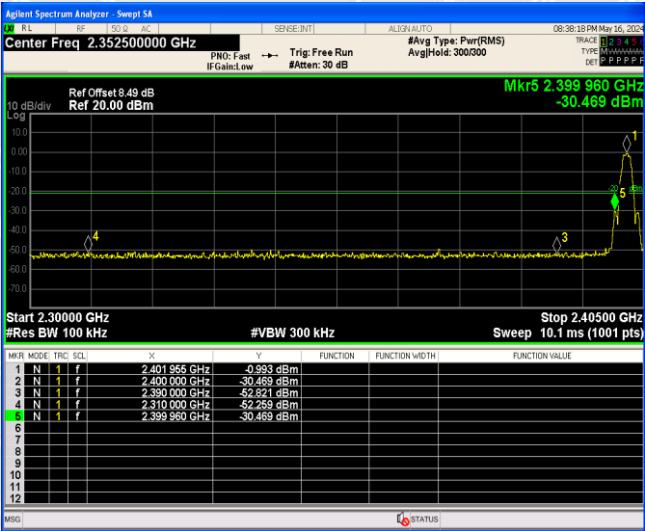 Agilent Spectrum Analyzer - Swept SA
RL RF 50 Ω AC SENSE:INT ALIGN AUTO 08:38:18 PM May 16, 2024
Center Freq 2.352500000 GHz #Avg Type: Pwr(RMS) TRACE 1 2 3 4 5 6
PNO: Fast Trig: Free Run Avg|Hold: 300/300 TYPE M
IFGain:Low #Atten: 30 dB DET P P P P P P
Mkr5 2.399 960 GHz
Ref Offset 8.49 dB
-30.469 dBm
10 dB/div Ref 20.00 dBm
Log
10.0
0.00
-10.0
-20.0
-30.0
-40.0
-50.0
-60.0
-70.0
1
5
4
3
Start 2.30000 GHz Stop 2.40500 GHz
#Res BW 100 kHz #VBW 300 kHz Sweep 10.1 ms (1001 pts)
MKR MODE TRC SCL X Y FUNCTION FUNCTION WIDTH FUNCTION VALUE
1 N 1 f 2.401 955 GHz -0.993 dBm
2 N 1 f 2.400 000 GHz -30.469 dBm
3 N 1 f 2.390 000 GHz -52.821 dBm
4 N 1 f 2.310 000 GHz -52.259 dBm
5 N 1 f 2.399 960 GHz -30.469 dBm
6
7
8
9
10
11
12
MSG STATUS